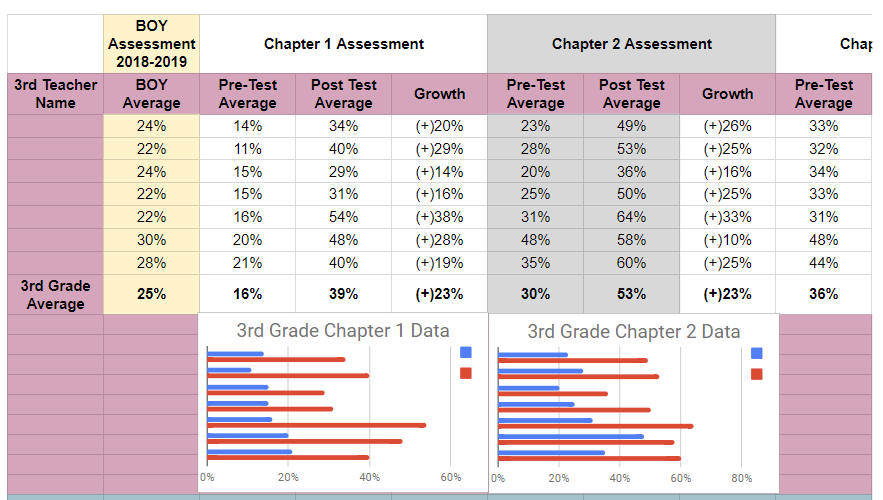 BOY
Assessment
2018-2019
Chapter 1 Assessment
Chapter 2 Assessment
Chap
3rd Teacher
Name
BOY
Average
Pre-Test
Average
Post Test
Average
Growth
Pre-Test
Average
Post Test
Average
Growth
Pre-Test
Average
24% 14% 34% (+)20% 23% 49% (+)26% 33%
22% 11% 40% (+)29% 28% 53% (+)25% 32%
24% 15% 29% (+)14% 20% 36% (+)16% 34%
22% 15% 31% (+)16% 25% 50% (+)25% 33%
22% 16% 54% (+)38% 31% 64% (+)33% 31%
30% 20% 48% (+)28% 48% 58% (+)10% 48%
28% 21% 40% (+)19% 35% 60% (+)25% 44%
3rd Grade
Average
25% 16% 39% (+)23% 30% 53% (+)23% 36%
3rd Grade Chapter 1 Data
0% 20% 40% 60%
3rd Grade Chapter 2 Data
0% 20% 40% 60% 80%